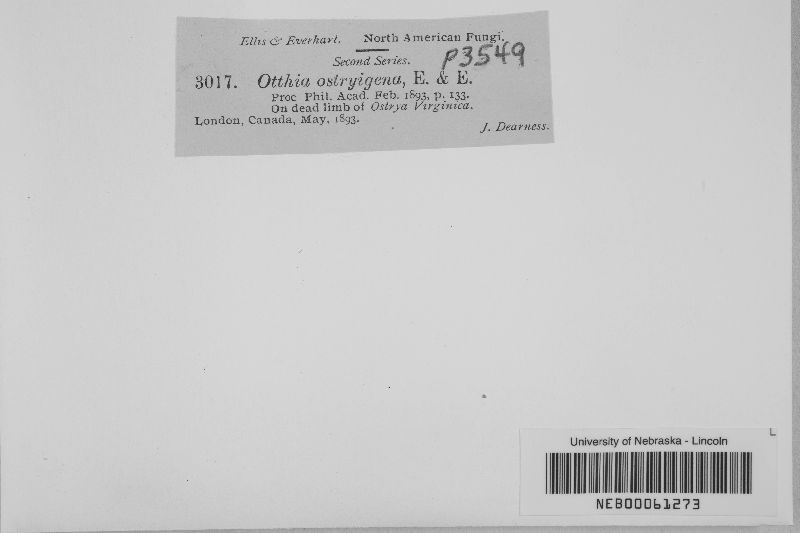 Ellis & Everhart. North American Fungi.
P3549
Second Series.
3017. Otthia ostryigena, E. & E.
Proc Phil. Acad. Feb. 1893, p. 133.
On dead limb of Ostrya Virginica.
London, Canada, May, 1893.
J. Dearness.
L
University of Nebraska - Lincoln
NEB00061273